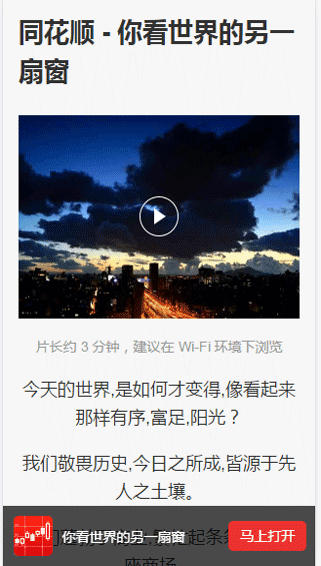 同花顺 - 你看世界的另一
扇窗
片长约 3 分钟，建议在 Wi-Fi 环境下浏览
今天的世界,是如何才变得,像看起来
那样有序,富足,阳光？
我们敬畏历史,今日之所成,皆源于先
人之土壤。
你看世界的另一扇窗
马上打开